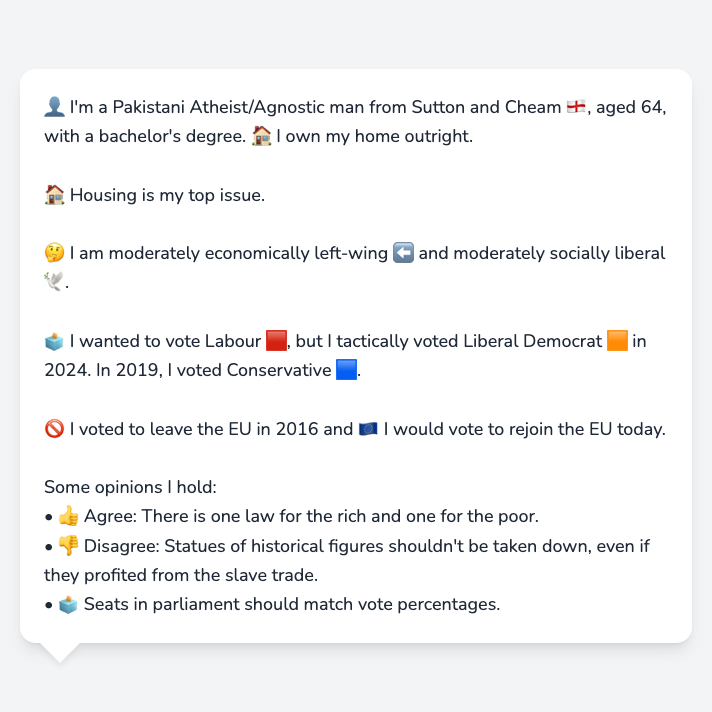 👤 I'm a Pakistani Atheist/Agnostic man from Sutton and Cheam 🏴󠁧󠁢󠁥󠁮󠁧󠁿, aged 64,
with a bachelor's degree. 🏠 I own my home outright.
🏠 Housing is my top issue.
🤔 I am moderately economically left-wing ⬅️ and moderately socially liberal
🕊️.
🗳️ I wanted to vote Labour 🟥, but I tactically voted Liberal Democrat 🟧 in
2024. In 2019, I voted Conservative 🟦.
🚫 I voted to leave the EU in 2016 and 🇪🇺 I would vote to rejoin the EU today.
Some opinions I hold:
• 👍 Agree: There is one law for the rich and one for the poor.
• 👎 Disagree: Statues of historical figures shouldn't be taken down, even if
they profited from the slave trade.
• 🗳️ Seats in parliament should match vote percentages.